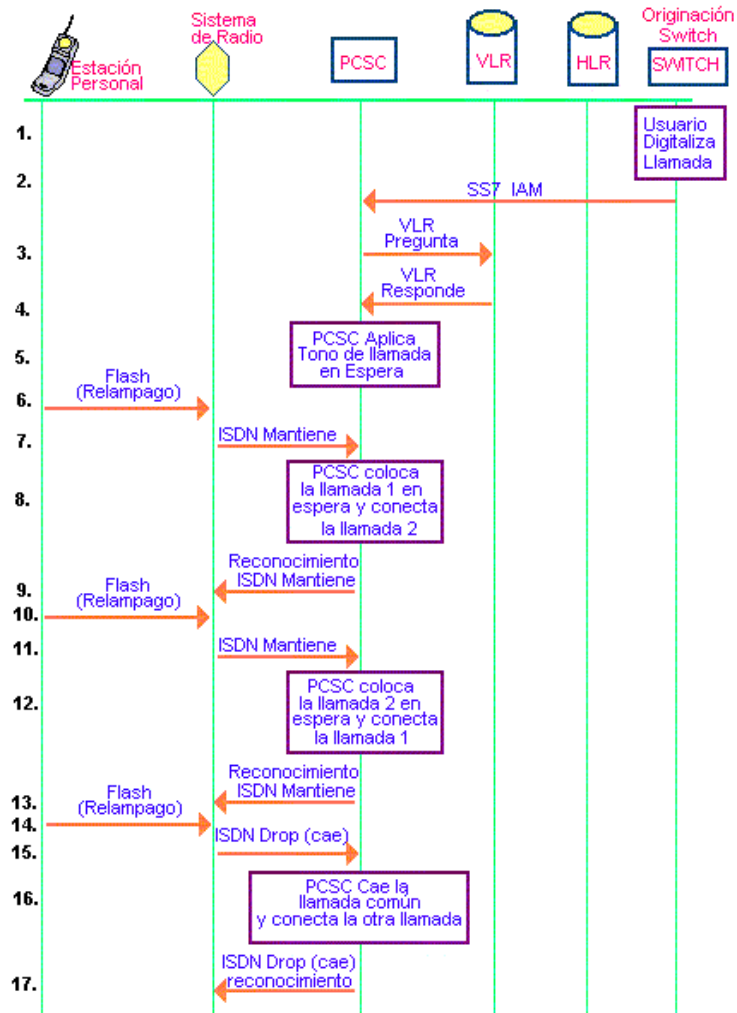 Estación
Personal
Sistema
de Radio
PCSC
VLR
HLR
Originación
Switch
SWITCH
1.
Usuario
Digitaliza
Llamada
2.
SS7 IAM
3.
VLR
Pregunta
4.
VLR
Responde
5.
PCSC Aplica
Tono de llamada
en Espera
6.
Flash
(Relampago)
7.
ISDN Mantiene
8.
PCSC coloca
la llamada 1 en
espera y conecta
la llamada 2
9.
Reconocimiento
ISDN Mantiene
10.
Flash
(Relampago)
11.
ISDN Mantiene
12.
PCSC coloca
la llamada 2 en
espera y conecta
la llamada 1
13.
Reconocimiento
ISDN Mantiene
14.
Flash
(Relampago)
15.
ISDN Drop (cae)
16.
PCSC Cae la
llamada común
y conecta la otra llamada
17.
ISDN Drop (cae)
reconocimiento